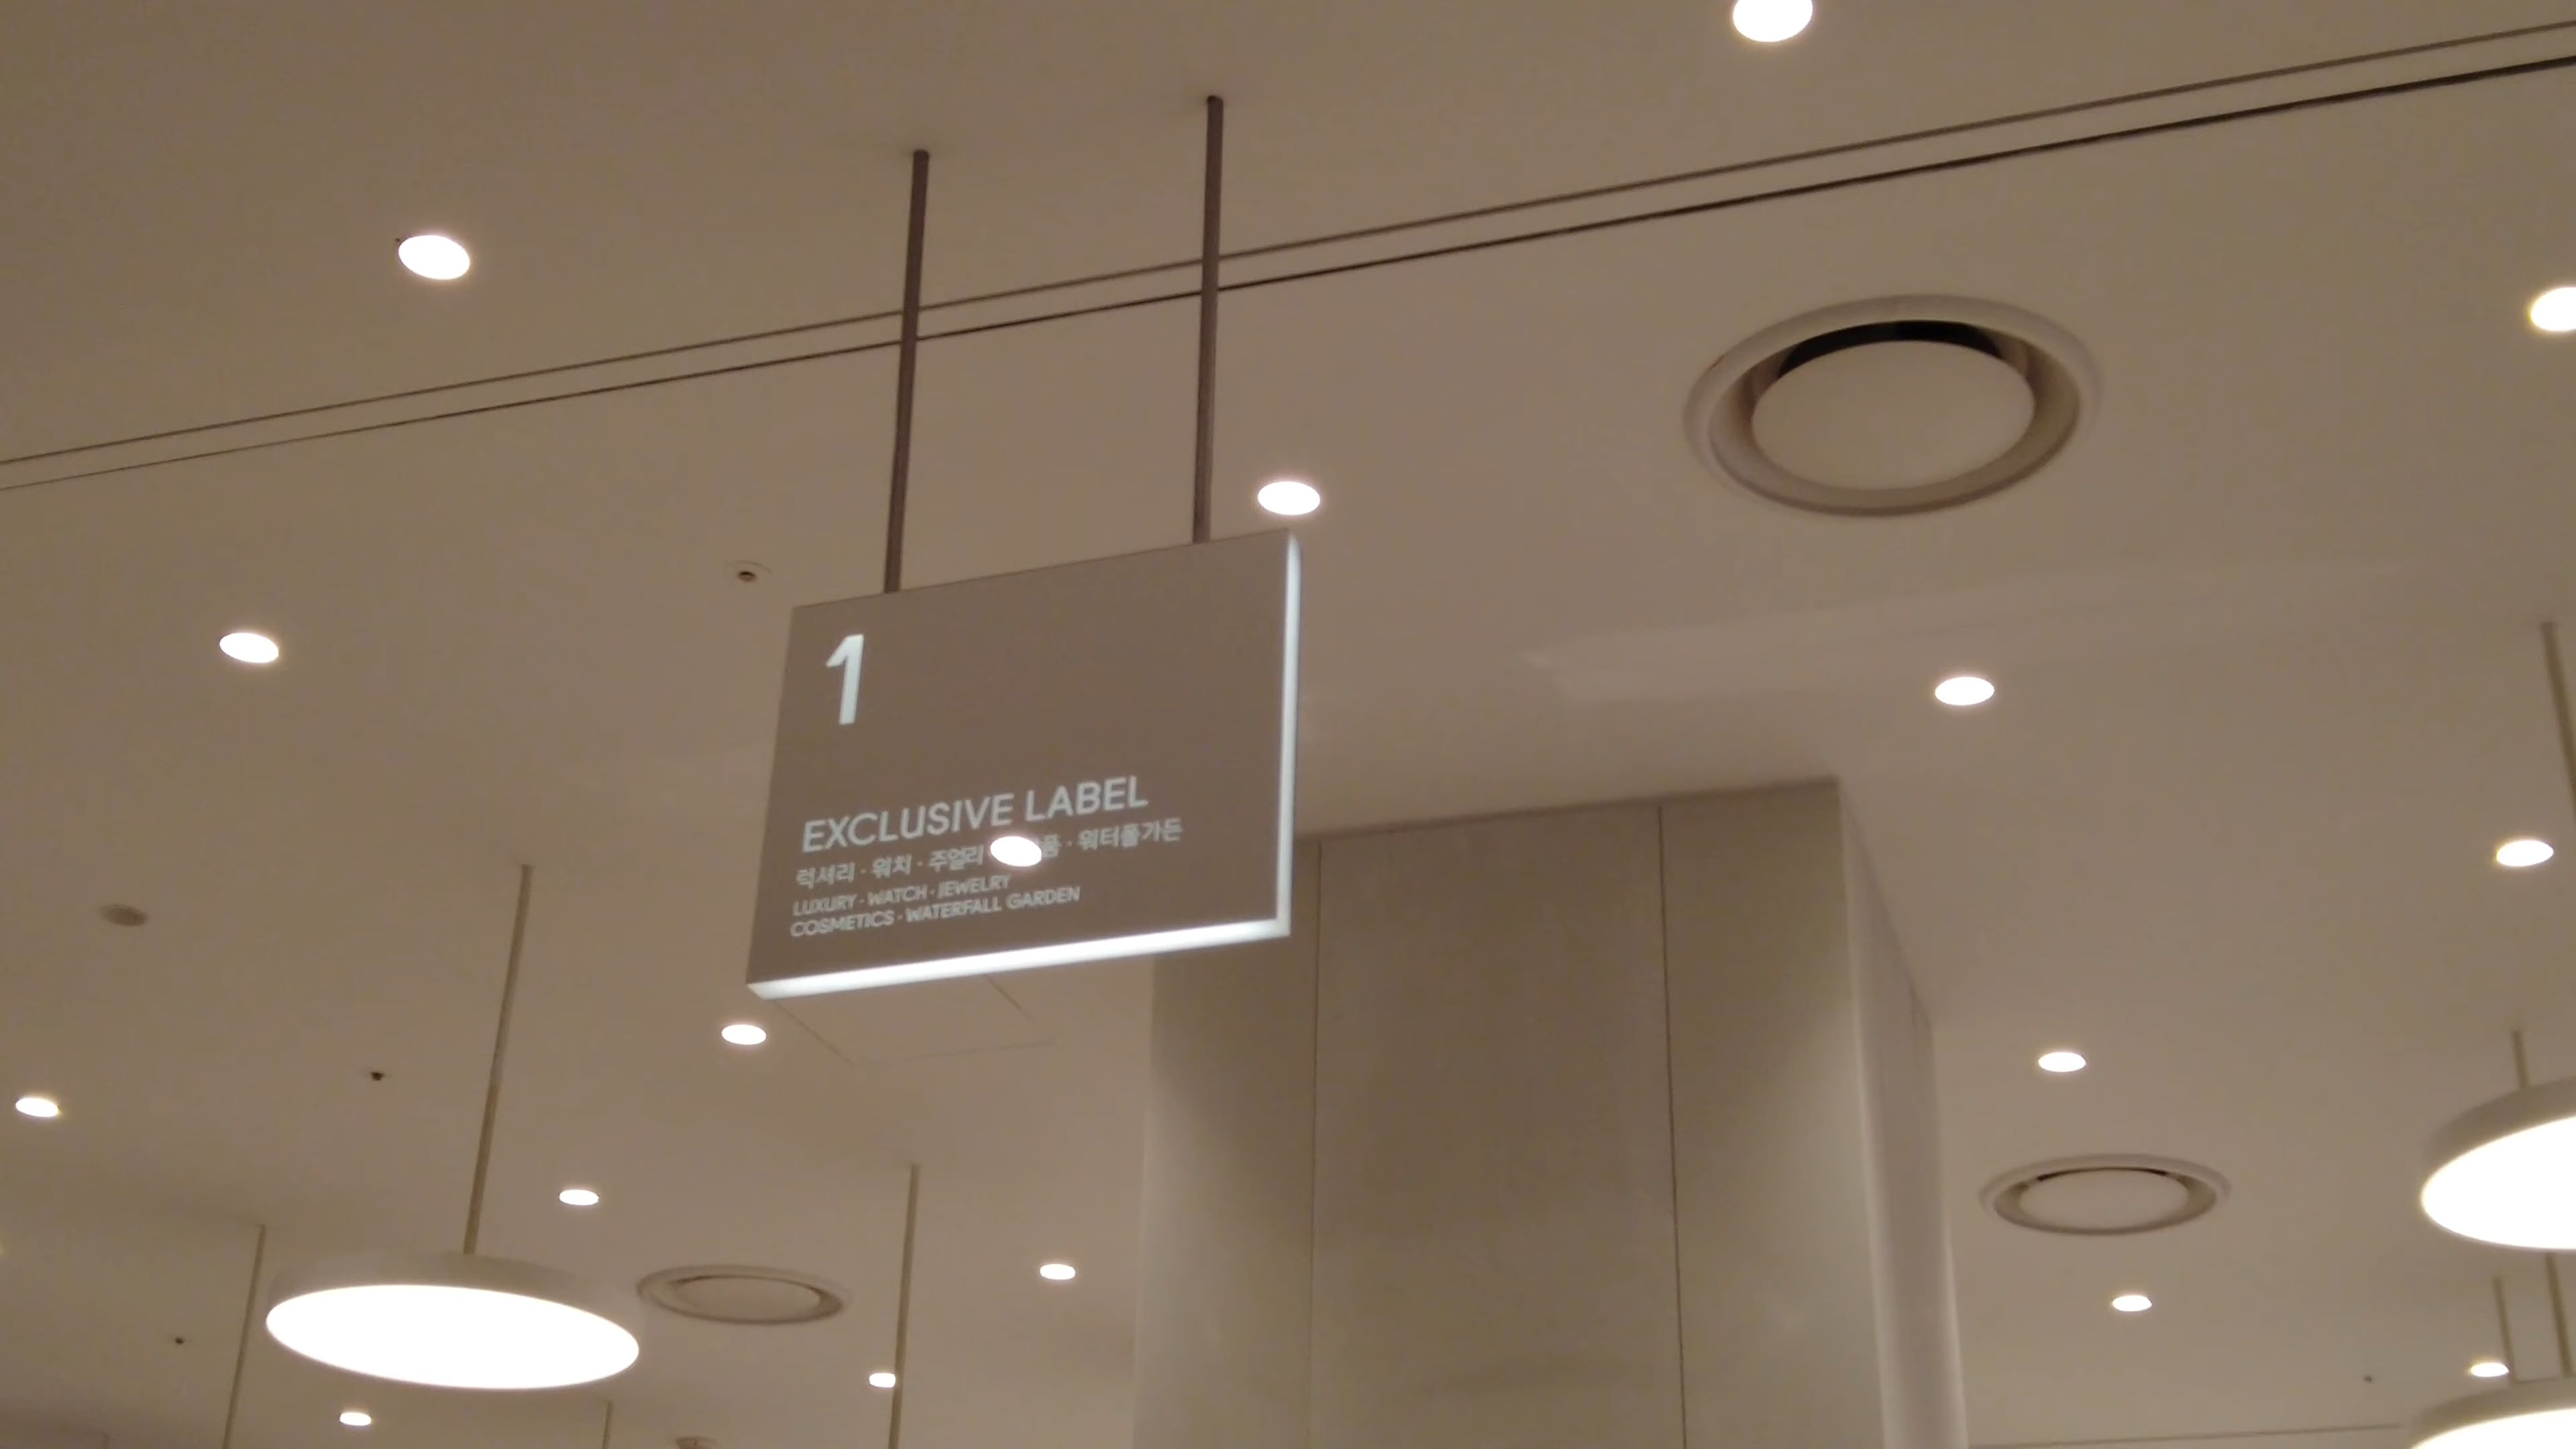 1
EXCLUSIVE LABEL
럭셔리 · 워치 · 주얼리 · 워터폴가든
LUXURY · WATCH · JEWELRY
COSMETICS · WATERFALL GARDEN